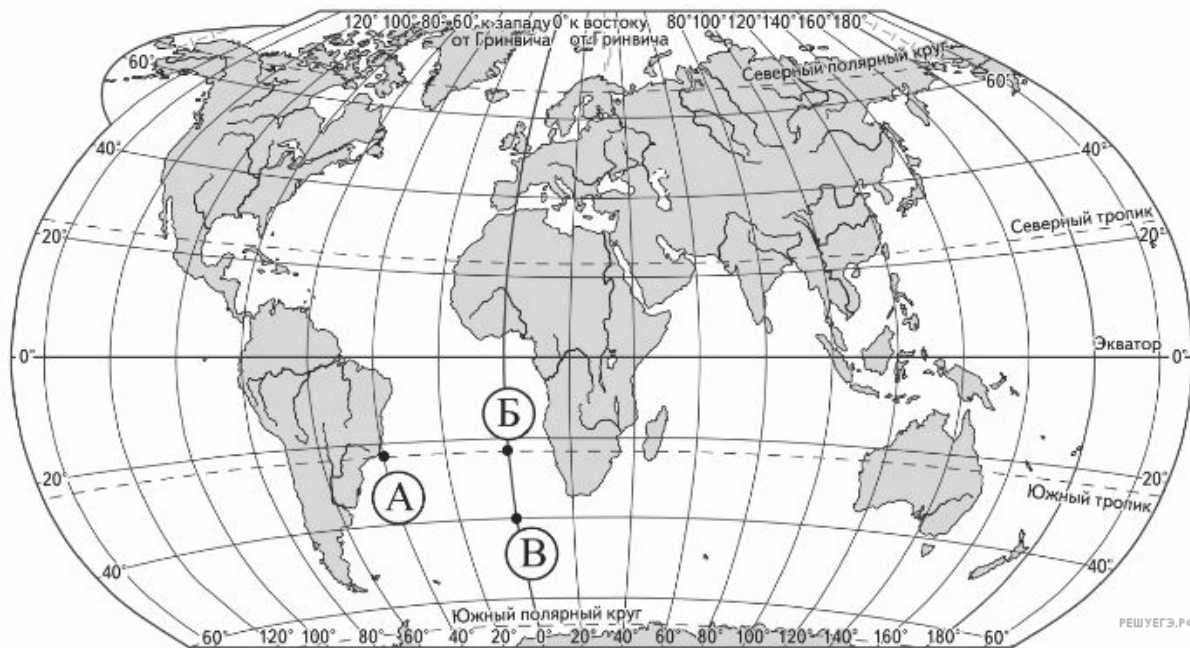 120° 100° 80° 60° к западу 0° к востоку 80° 100° 120° 140° 160° 180°
от Гринвича от Гринвича
60° Северный полярный круг 60°
40° 40°
Северный тропик
20° 20°
Экватор
0° 0°
Б
А
20° 20°
Южный тропик
В
40° 40°
Южный полярный круг
60° 120° 100° 80° 60° 40° 20° 0° 20° 40° 60° 80° 100° 120° 140° 160° 180° 60°
РЕШУЕГЭ.РФ